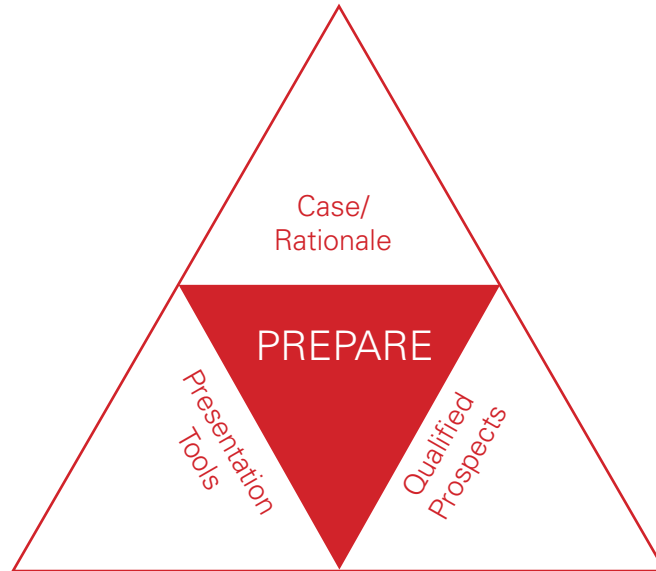 Case/
Rationale
PREPARE
Presentation
Tools
Qualified
Prospects